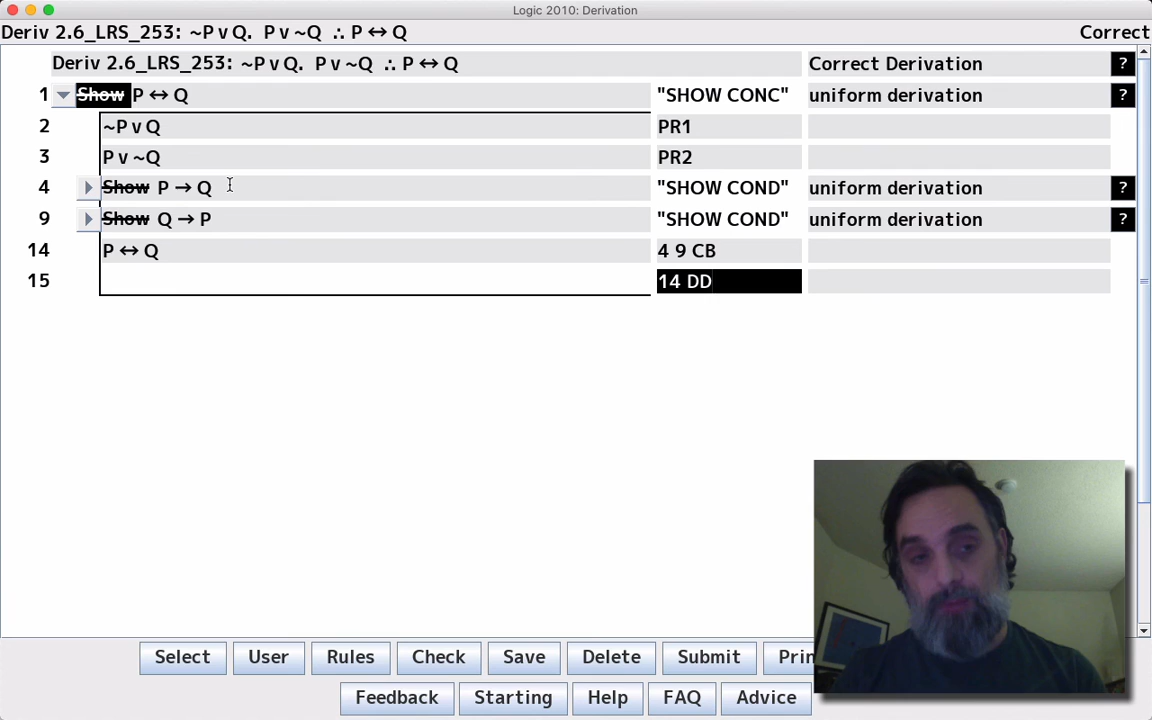 Logic 2010: Derivation
Deriv 2.6_LRS_253: ~P v Q.  P v ~Q  ∴ P ↔ Q Correct
Deriv 2.6_LRS_253: ~P v Q.  P v ~Q  ∴ P ↔ Q Correct Derivation ?
1 Show P ↔ Q "SHOW CONC" uniform derivation ?
2 ~P v Q PR1
3 P v ~Q PR2
4 Show P → Q "SHOW COND" uniform derivation ?
9 Show Q → P "SHOW COND" uniform derivation ?
14 P ↔ Q 4 9 CB
15 14 DD
Select User Rules Check Save Delete Submit Prin
Feedback Starting Help FAQ Advice